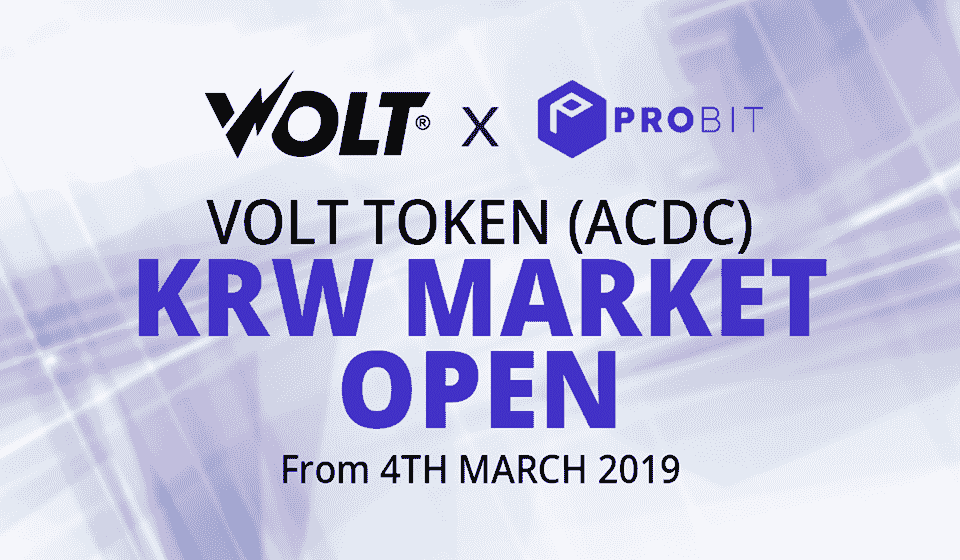 VOLT® X PROBIT
VOLT TOKEN (ACDC)
KRW MARKET
OPEN
From 4TH MARCH 2019